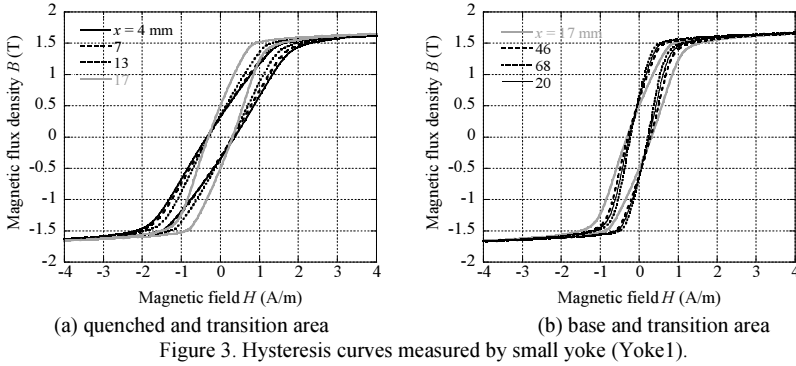 2
1.5
1
0.5
0
-0.5
-1
-1.5
-2
Magnetic flux density B (T)
x = 4 mm
7
13
17
-4 -3 -2 -1 0 1 2 3 4
Magnetic field H (A/m)
(a) quenched and transition area
2
1.5
1
0.5
0
-0.5
-1
-1.5
-2
Magnetic flux density B (T)
x = 17 mm
46
68
20
-4 -3 -2 -1 0 1 2 3 4
Magnetic field H (A/m)
(b) base and transition area
Figure 3. Hysteresis curves measured by small yoke (Yoke1).